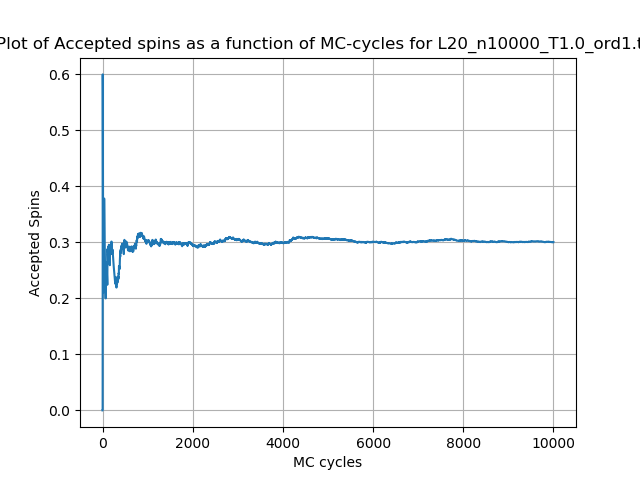 Plot of Accepted spins as a function of MC-cycles for L20_n10000_T1.0_ord1.t
0.6
0.5
0.4
0.3
0.2
0.1
0.0
Accepted Spins
0 2000 4000 6000 8000 10000
MC cycles